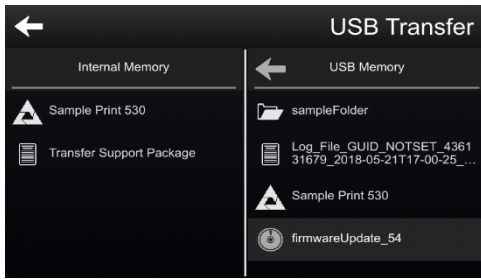 USB Transfer
Internal Memory
Sample Print 530
Transfer Support Package
USB Memory
sampleFolder
Log_File_GUID_NOTSET_4361
31679_2018-05-21T17-00-25_...
Sample Print 530
firmwareUpdate_54